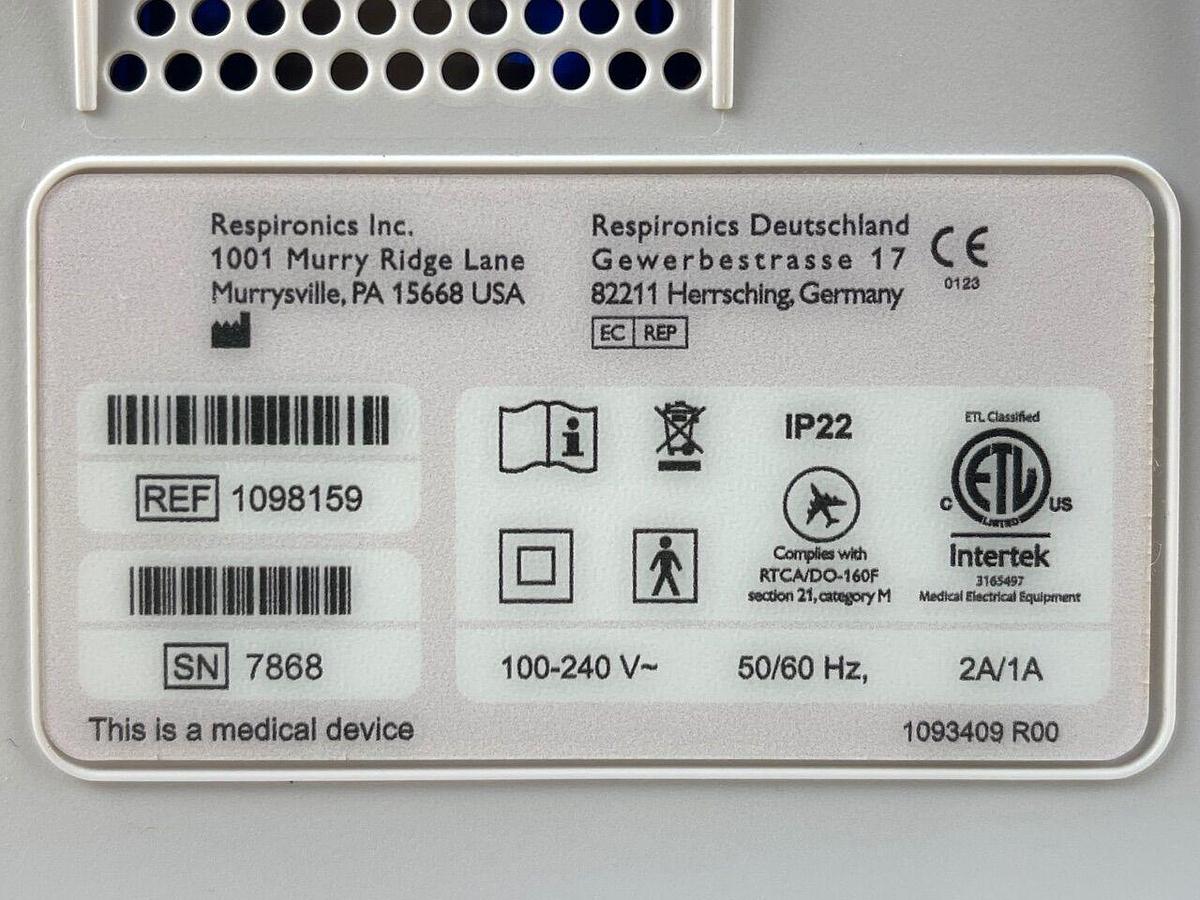 Respironics Inc.
1001 Murry Ridge Lane
Murrysville, PA 15668 USA
Respironics Deutschland
Gewerbestrasse 17
82211 Herrsching, Germany
EC REP
CE
0123
REF 1098159
SN 7868
This is a medical device
i
IP22
Complies with
RTCA/DO-160F
section 21, category M
ETL Classified
ETL
LISTED
C US
Intertek
3165497
Medical Electrical Equipment
100-240 V~ 50/60 Hz, 2A/1A
1093409 R00